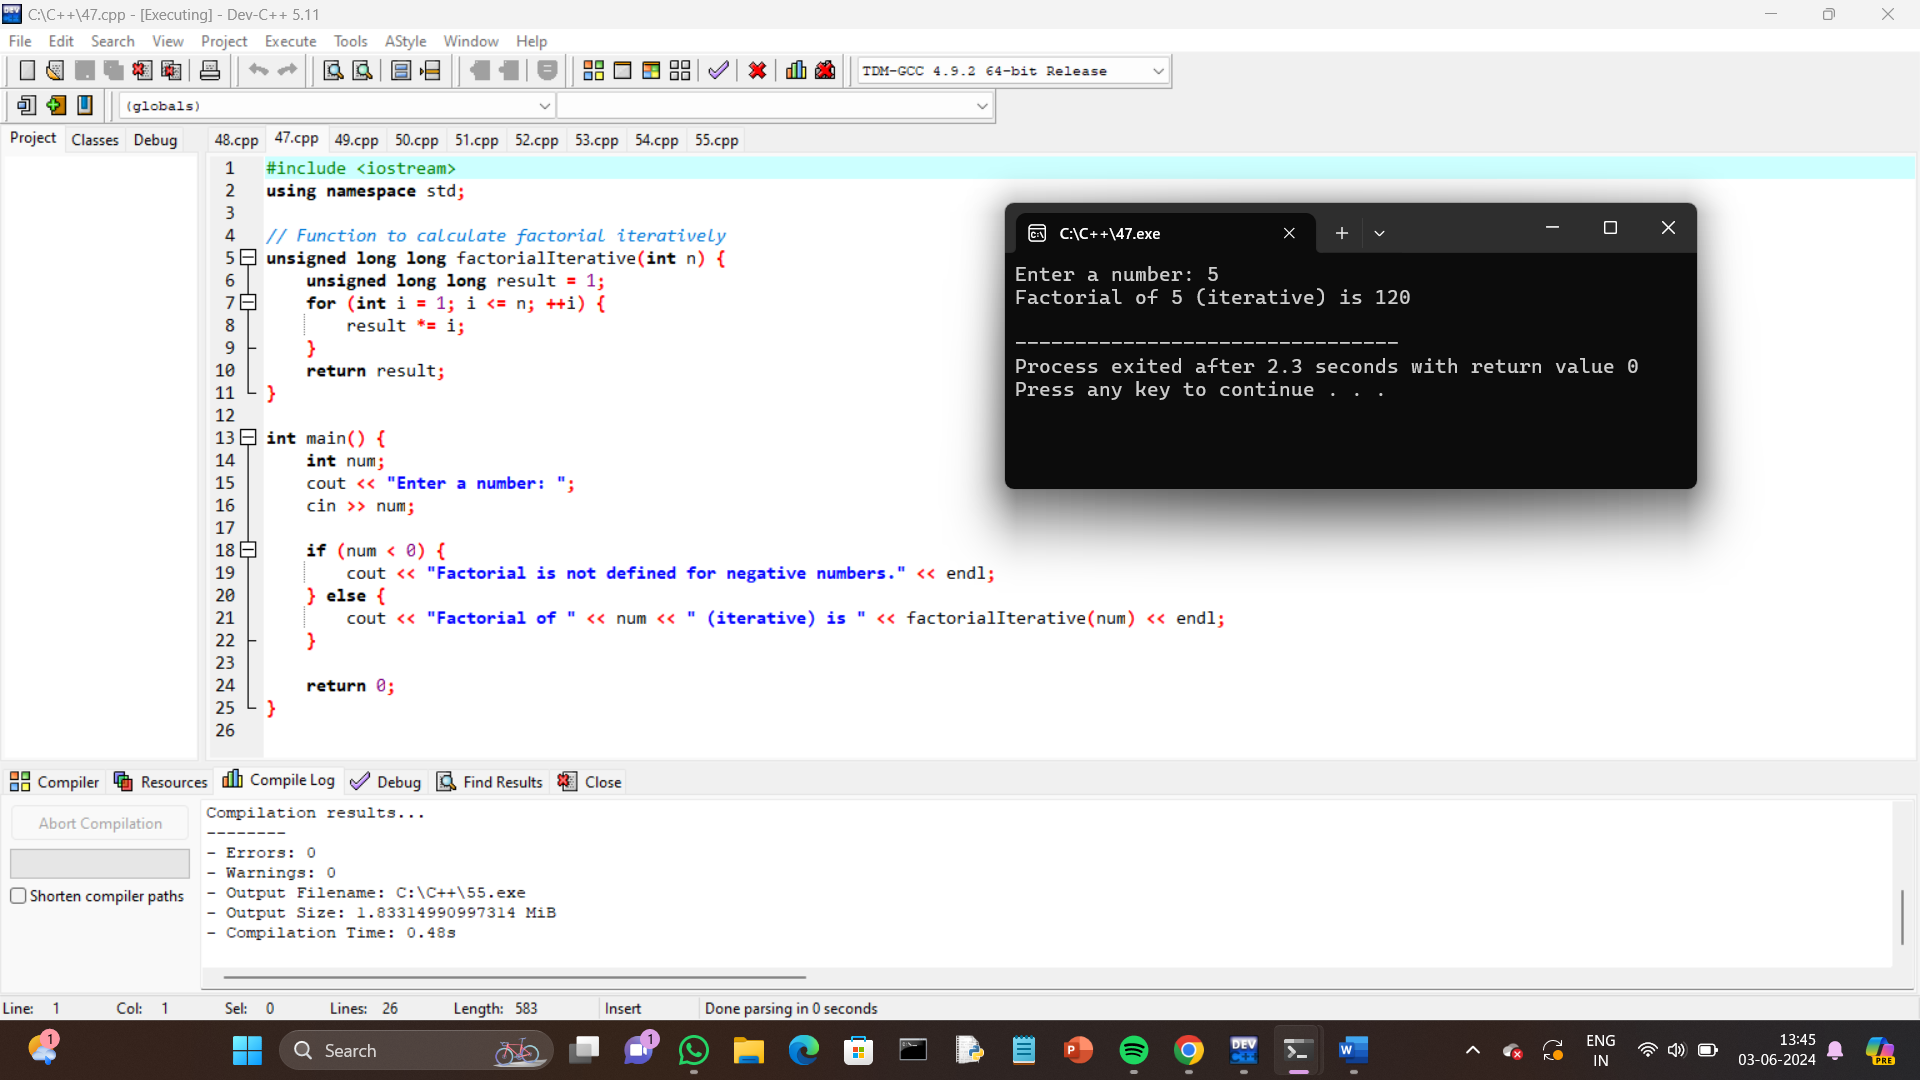 C:\C++\47.cpp - [Executing] - Dev-C++ 5.11
File Edit Search View Project Execute Tools AStyle Window Help
TDM-GCC 4.9.2 64-bit Release
(globals)
Project Classes Debug
48.cpp 47.cpp 49.cpp 50.cpp 51.cpp 52.cpp 53.cpp 54.cpp 55.cpp
1 #include <iostream>
2 using namespace std;
3
4 // Function to calculate factorial iteratively
5 unsigned long long factorialIterative(int n) {
6 unsigned long long result = 1;
7 for (int i = 1; i <= n; ++i) {
8 result *= i;
9 }
10 return result;
11 }
12
13 int main() {
14 int num;
15 cout << "Enter a number: ";
16 cin >> num;
17
18 if (num < 0) {
19 cout << "Factorial is not defined for negative numbers." << endl;
20 } else {
21 cout << "Factorial of " << num << " (iterative) is " << factorialIterative(num) << endl;
22 }
23
24 return 0;
25 }
26
C:\C++\47.exe
Enter a number: 5
Factorial of 5 (iterative) is 120
--------------------------------
Process exited after 2.3 seconds with return value 0
Press any key to continue . . .
Compiler Resources Compile Log Debug Find Results Close
Abort Compilation
Shorten compiler paths
Compilation results...
--------
- Errors: 0
- Warnings: 0
- Output Filename: C:\C++\55.exe
- Output Size: 1.83314990997314 MiB
- Compilation Time: 0.48s
Line: 1 Col: 1 Sel: 0 Lines: 26 Length: 583 Insert Done parsing in 0 seconds
1
Search
1
DEV
ENG
IN
13:45
03-06-2024
PRE